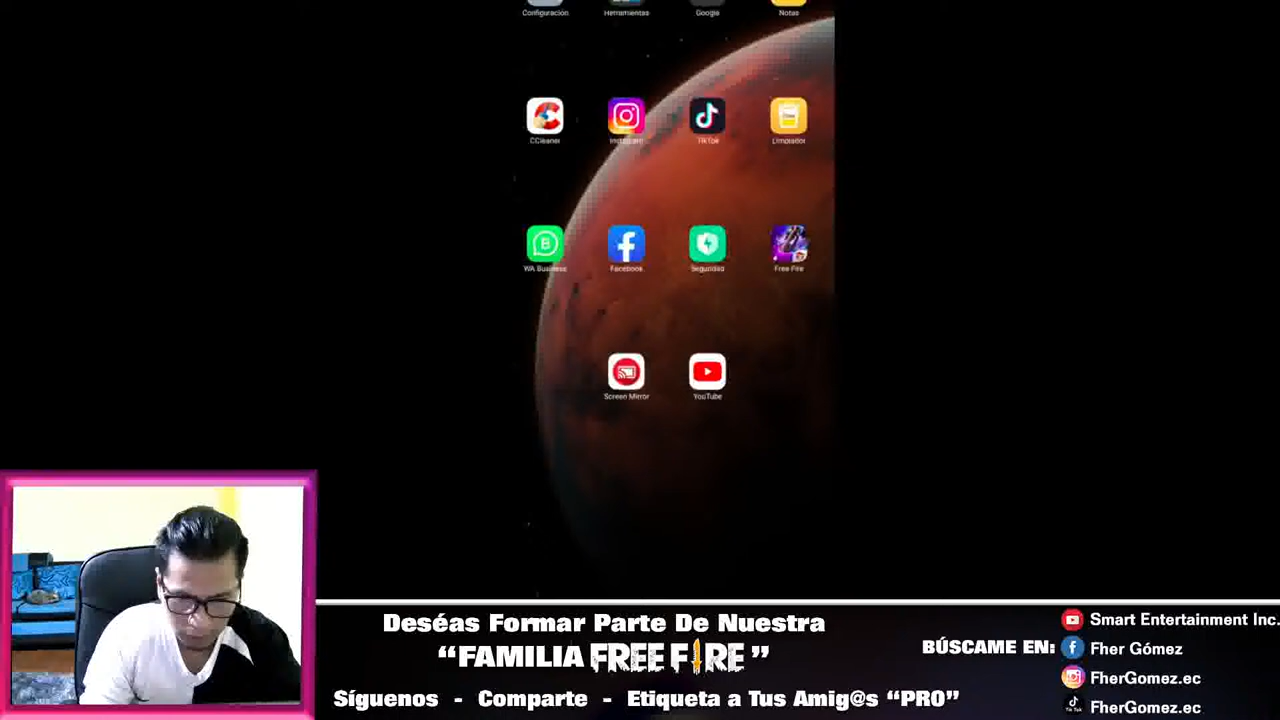 Configuración
Herramientas
Google
Notas
CCleaner
Instagram
TikTok
Limpiador
WA Business
Facebook
Seguridad
Free Fire
Screen Mirror
YouTube
Deséas Formar Parte De Nuestra
“FAMILIA FREE FIRE”
Síguenos - Comparte - Etiqueta a Tus Amig@s “PRO”
BÚSCAME EN:
Smart Entertainment Inc.
Fher Gómez
FherGomez.ec
FherGomez.ec